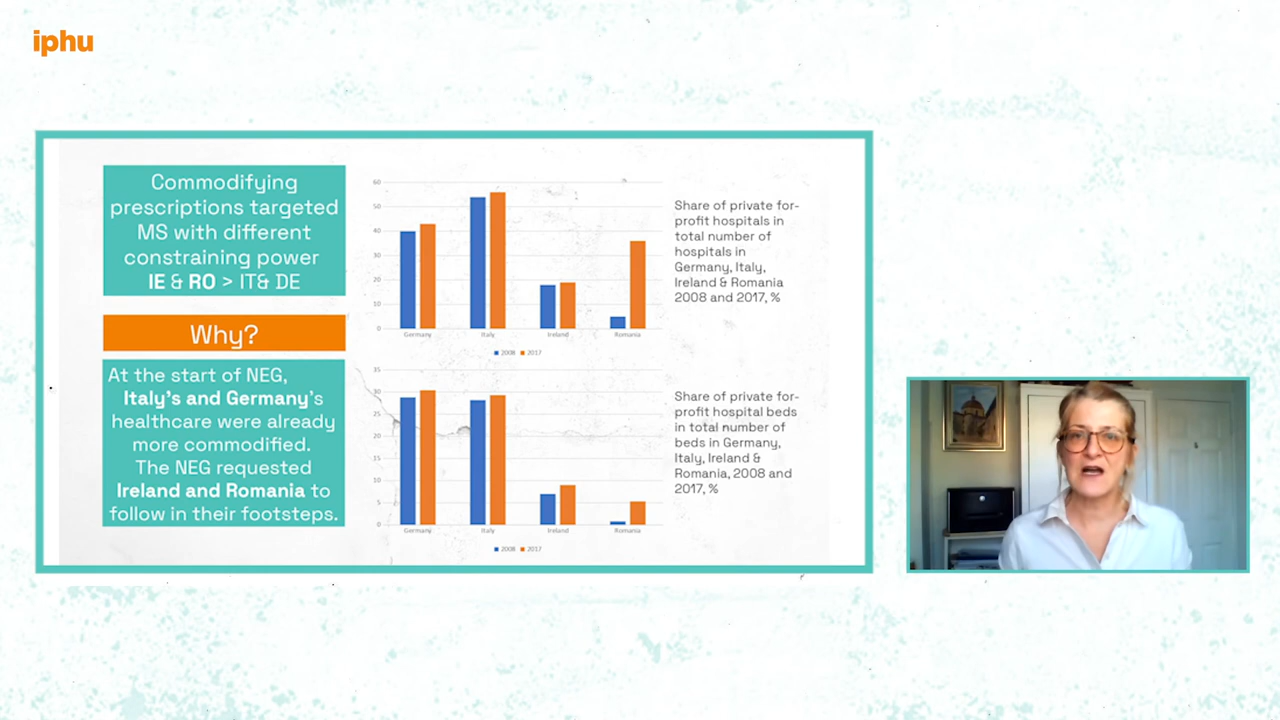 iphu
Commodifying
prescriptions targeted
MS with different
constraining power
IE & RO > IT& DE
Why?
At the start of NEG,
Italy's and Germany's
healthcare were already
more commodified.
The NEG requested
Ireland and Romania to
follow in their footsteps.
60
50
40
30
20
10
0
Germany
Italy
Ireland
Romania
2008
2017
Share of private for-
profit hospitals in
total number of
hospitals in
Germany, Italy,
Ireland & Romania
2008 and 2017, %
35
30
25
20
15
10
5
0
Germany
Italy
Ireland
Romania
2008
2017
Share of private for-
profit hospital beds
in total number of
beds in Germany,
Italy, Ireland &
Romania, 2008 and
2017, %